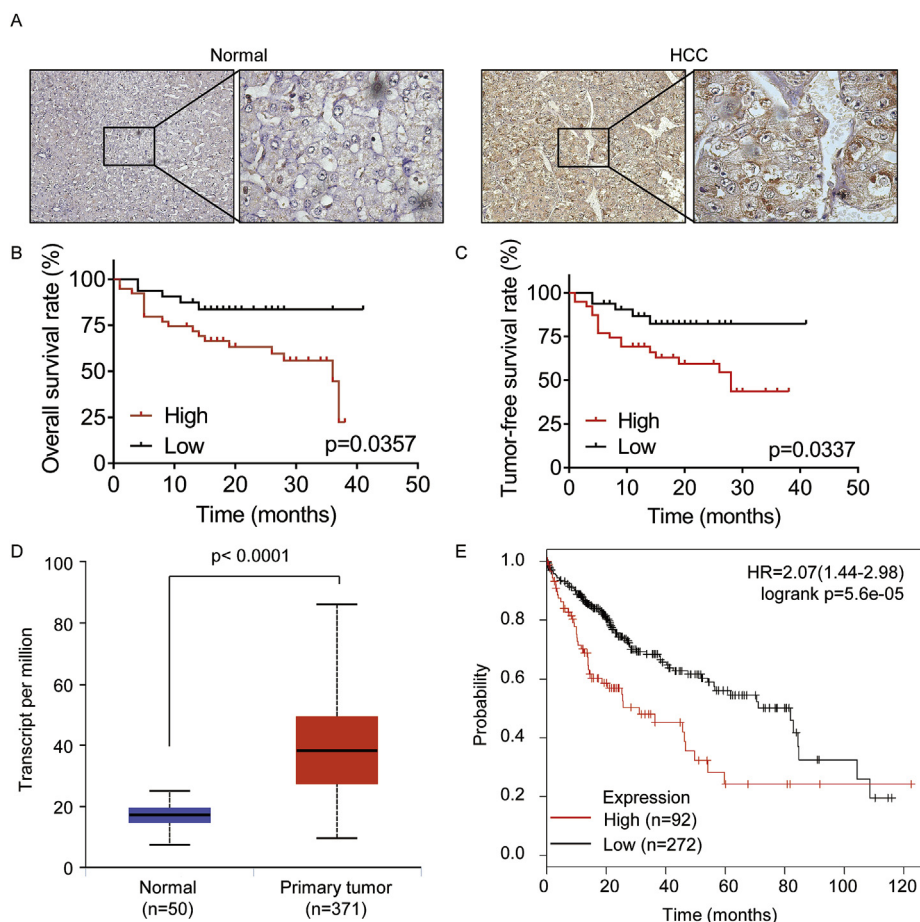 A
Normal
HCC
B
Overall survival rate (%)
100
75
50
25
0
High
Low
p=0.0357
0 10 20 30 40 50
Time (months)
C
Tumor-free survival rate (%)
100
75
50
25
0
High
Low
p=0.0337
0 10 20 30 40 50
Time (months)
D
p< 0.0001
Transcript per million
100
80
60
40
20
0
Normal
(n=50)
Primary tumor
(n=371)
E
HR=2.07(1.44-2.98)
logrank p=5.6e-05
Probability
1.0
0.8
0.6
0.4
0.2
0.0
Expression
High (n=92)
Low (n=272)
0 20 40 60 80 100 120
Time (months)